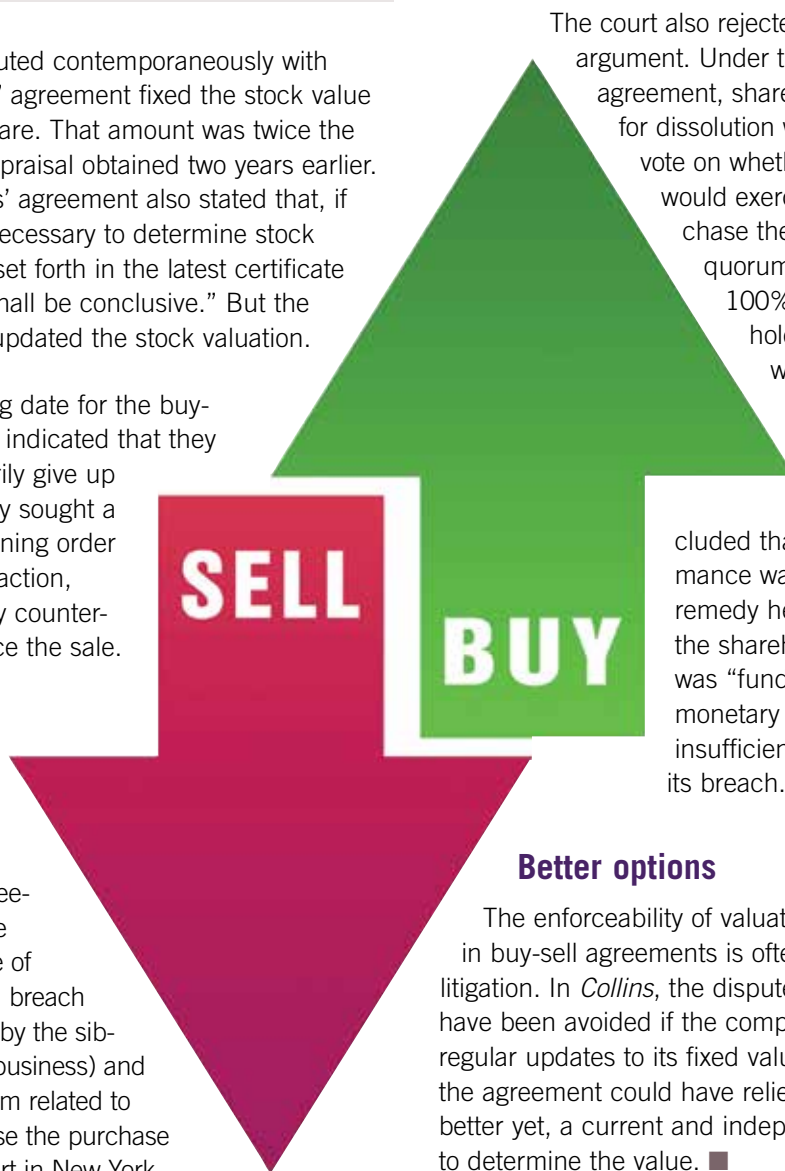 uted contemporaneously with
' agreement fixed the stock value
are. That amount was twice the
praisal obtained two years earlier.
s' agreement also stated that, if
ecessary to determine stock
set forth in the latest certificate
hall be conclusive." But the
updated the stock valuation.
g date for the buy-
indicated that they
rily give up
y sought a
ning order
action,
y counter-
ce the sale.
ee-
e
e of
breach
by the sib-
business) and
m related to
se the purchase
rt in New York
SELL
BUY
The court also rejecte
argument. Under t
agreement, share
for dissolution w
vote on wheth
would exerc
chase the
quorum
100%
hol
w
cluded tha
mance wa
remedy he
the shareh
was "func
monetary
insufficien
its breach.
Better options
The enforceability of valuat
in buy-sell agreements is ofte
litigation. In Collins, the dispute
have been avoided if the comp
regular updates to its fixed valu
the agreement could have relie
better yet, a current and indep
to determine the value. ■